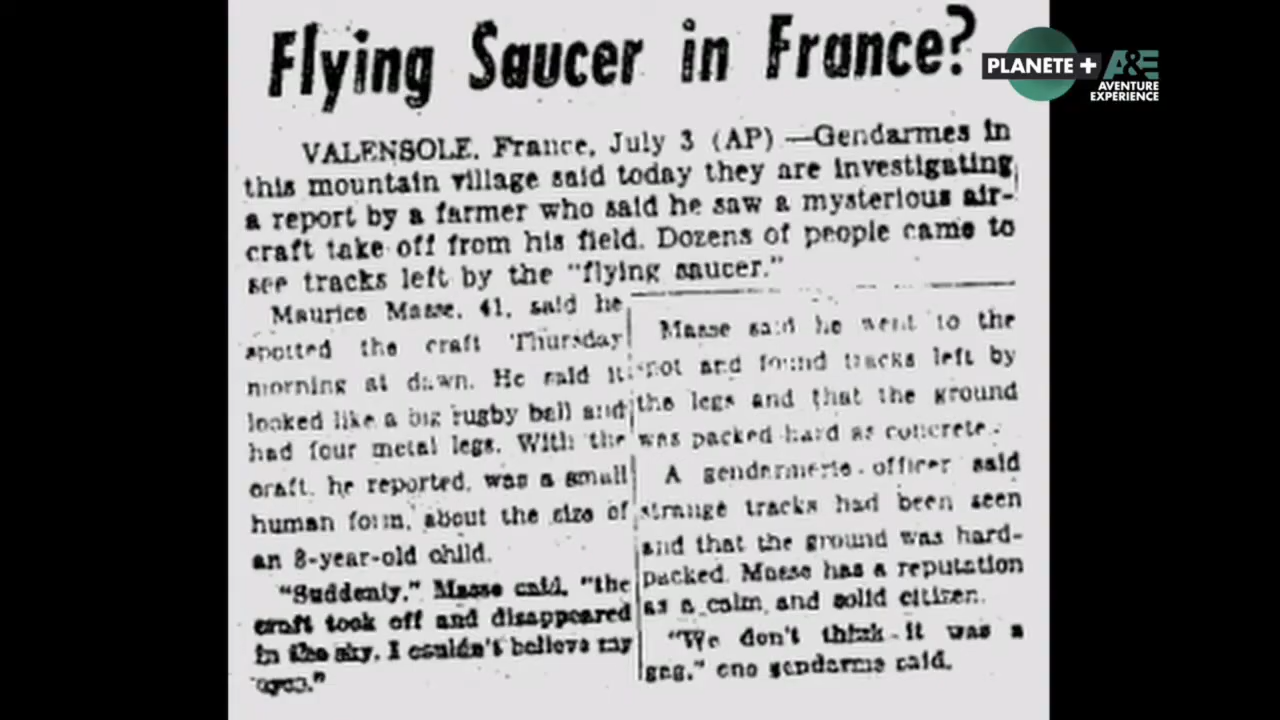 Flying Saucer in France?
PLANETE +
A&E
AVENTURE
EXPERIENCE
VALENSOLE, France, July 3 (AP) —Gendarmes in
this mountain village said today they are investigating
a report by a farmer who said he saw a mysterious air-
craft take off from his field. Dozens of people came to
see tracks left by the "flying saucer."
Maurice Masse, 41, said he
spotted the craft Thursday
morning at dawn. He said it
looked like a big rugby ball and
had four metal legs. With the
craft, he reported, was a small
human form, about the size of
an 8-year-old child.
"Suddenly," Masse said, "the
craft took off and disappeared
in the sky. I couldn't believe my
eyes."
Masse said he went to the
spot and found tracks left by
the legs and that the ground
was packed hard as concrete.
A gendarmerie officer said
strange tracks had been seen
and that the ground was hard-
packed. Masse has a reputation
as a calm and solid citizen.
"We don't think it was a
gag," one gendarme said.